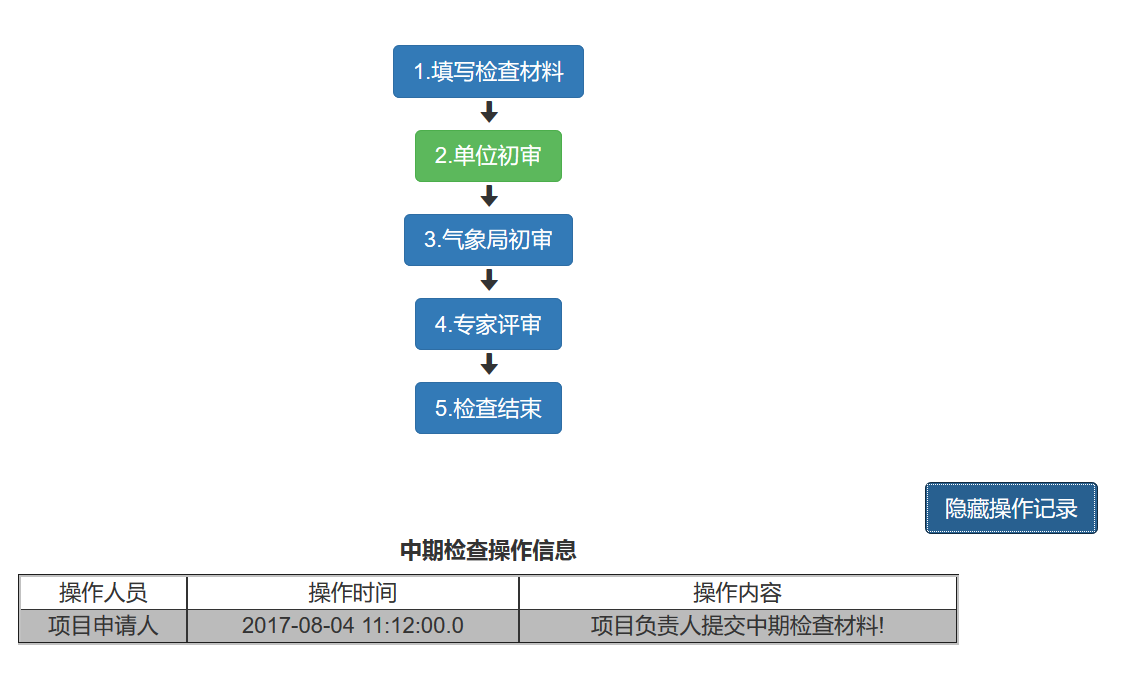 1.填写检查材料
2.单位初审
3.气象局初审
4.专家评审
5.检查结束
隐藏操作记录
中期检查操作信息
操作人员 操作时间 操作内容
项目申请人 2017-08-04 11:12:00.0 项目负责人提交中期检查材料!